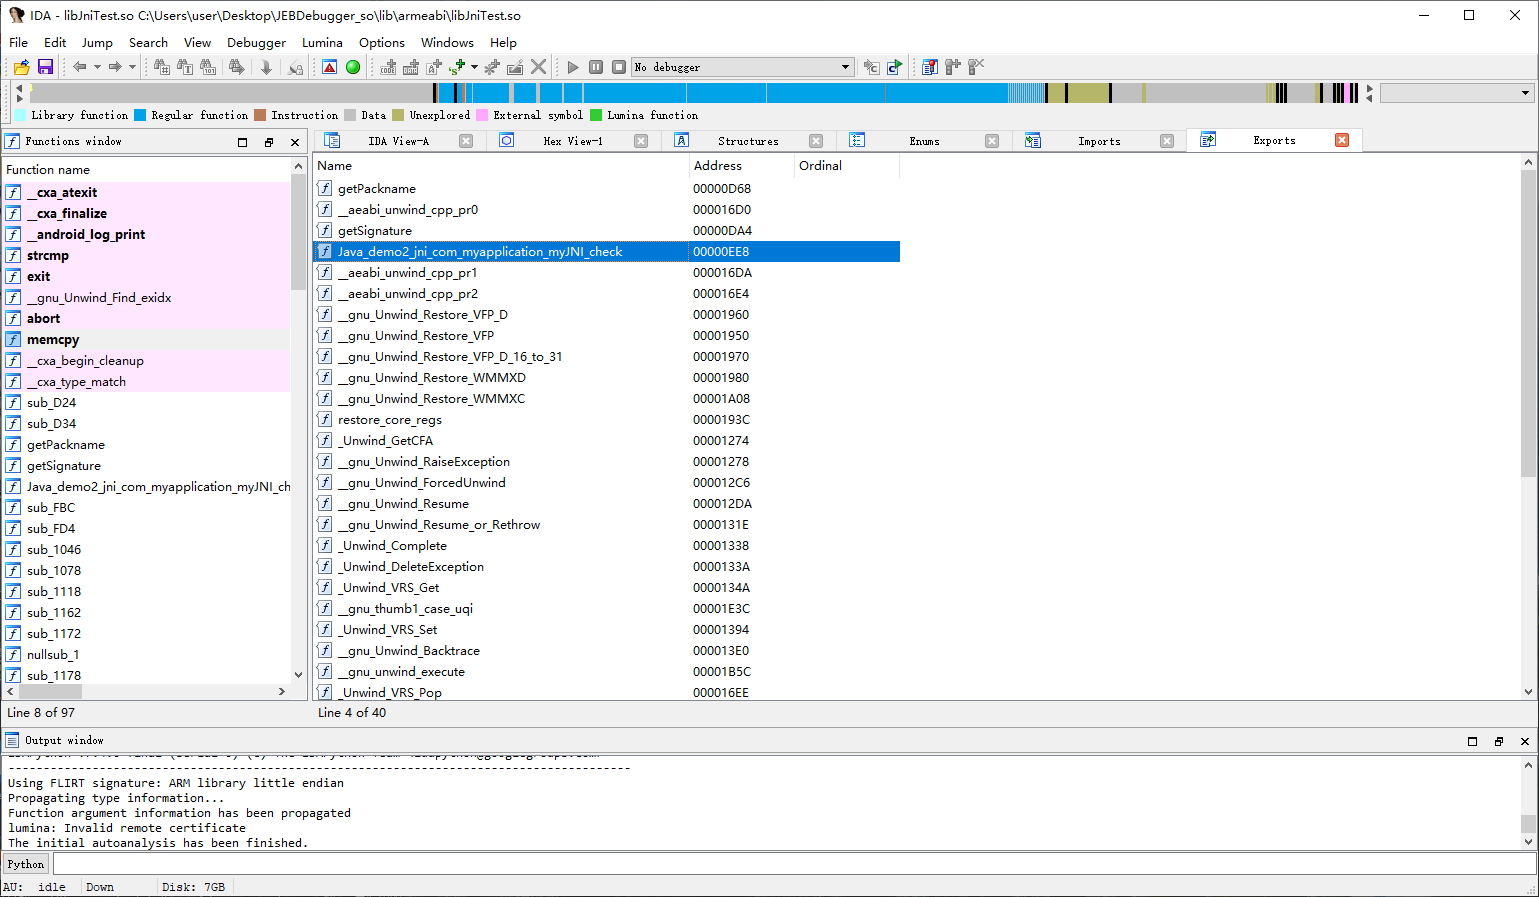 IDA - libJniTest.so C:\Users\user\Desktop\JEBDebugger_so\lib\armeabi\libJniTest.so
File Edit Jump Search View Debugger Lumina Options Windows Help
No debugger
Library function Regular function Instruction Data Unexplored External symbol Lumina function
Functions window
IDA View-A Hex View-1 Structures Enums Imports Exports
Function name
__cxa_atexit
__cxa_finalize
__android_log_print
strcmp
exit
__gnu_Unwind_Find_exidx
abort
memcpy
__cxa_begin_cleanup
__cxa_type_match
sub_D24
sub_D34
getPackname
getSignature
Java_demo2_jni_com_myapplication_myJNI_ch
sub_FBC
sub_FD4
sub_1046
sub_1078
sub_1118
sub_1162
sub_1172
nullsub_1
sub_1178
Line 8 of 97
Name Address Ordinal
getPackname 00000D68
__aeabi_unwind_cpp_pr0 000016D0
getSignature 00000DA4
Java_demo2_jni_com_myapplication_myJNI_check 00000EE8
__aeabi_unwind_cpp_pr1 000016DA
__aeabi_unwind_cpp_pr2 000016E4
__gnu_Unwind_Restore_VFP_D 00001960
__gnu_Unwind_Restore_VFP 00001950
__gnu_Unwind_Restore_VFP_D_16_to_31 00001970
__gnu_Unwind_Restore_WMMXD 00001980
__gnu_Unwind_Restore_WMMXC 00001A08
restore_core_regs 0000193C
_Unwind_GetCFA 00001274
__gnu_Unwind_RaiseException 00001278
__gnu_Unwind_ForcedUnwind 000012C6
__gnu_Unwind_Resume 000012DA
__gnu_Unwind_Resume_or_Rethrow 0000131E
_Unwind_Complete 00001338
_Unwind_DeleteException 0000133A
_Unwind_VRS_Get 0000134A
__gnu_thumb1_case_uqi 00001E3C
_Unwind_VRS_Set 00001394
__gnu_Unwind_Backtrace 000013E0
__gnu_unwind_execute 00001B5C
_Unwind_VRS_Pop 000016EE
Line 4 of 40
Output window
-----------------------------------------------------------------------------------------
Using FLIRT signature: ARM library little endian
Propagating type information...
Function argument information has been propagated
lumina: Invalid remote certificate
The initial autoanalysis has been finished.
Python
AU: idle Down Disk: 7GB